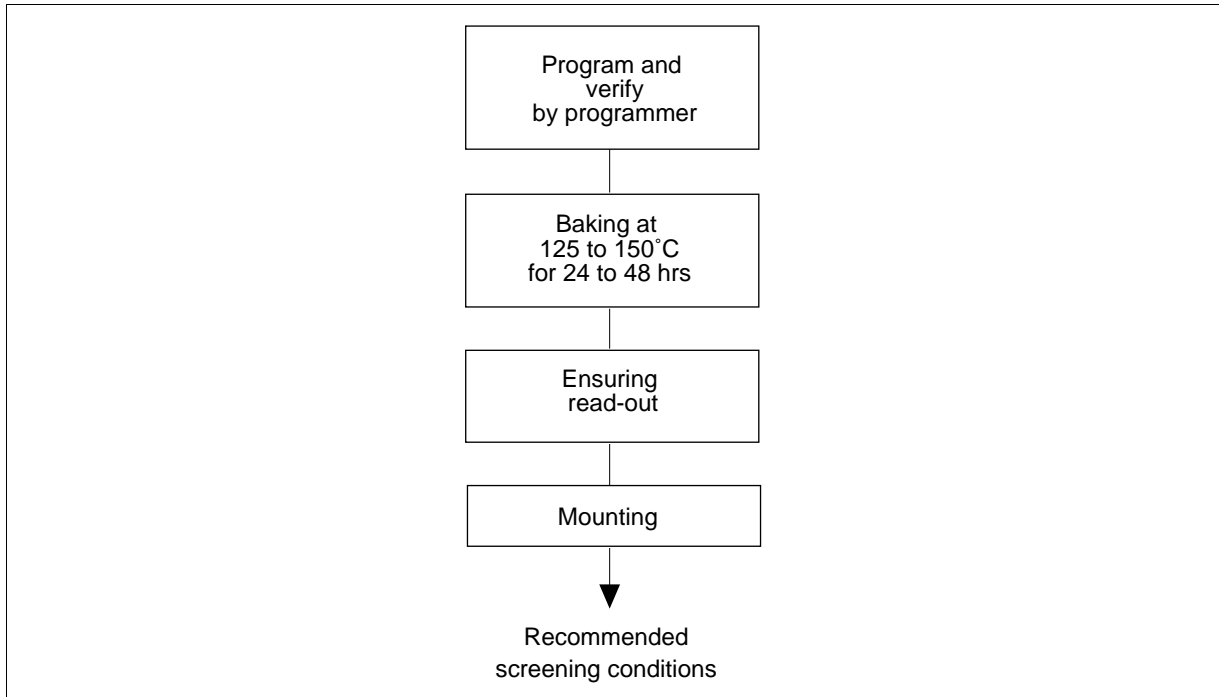 Program and
verify
by programmer
Baking at
125 to 150˚C
for 24 to 48 hrs
Ensuring
read-out
Mounting
Recommended
screening conditions